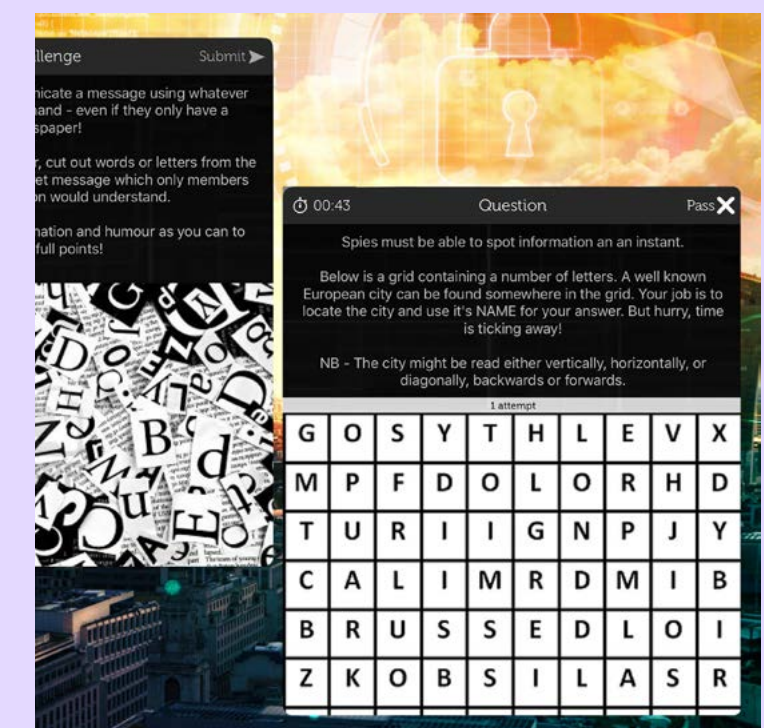 llenge Submit
nicate a message using whatever
hand - even if they only have a
spaper!
r, cut out words or letters from the
et message which only members
on would understand.
nation and humour as you can to
full points!
00:43 Question Pass
Spies must be able to spot information an an instant.
Below is a grid containing a number of letters. A well known
European city can be found somewhere in the grid. Your job is to
locate the city and use it's NAME for your answer. But hurry, time
is ticking away!
NB - The city might be read either vertically, horizontally, or
diagonally, backwards or forwards.
1 attempt
G O S Y T H L E V X
M P F D O L O R H D
T U R I I G N P J Y
C A L I M R D M I B
B R U S S E D L O I
Z K O B S I L A S R